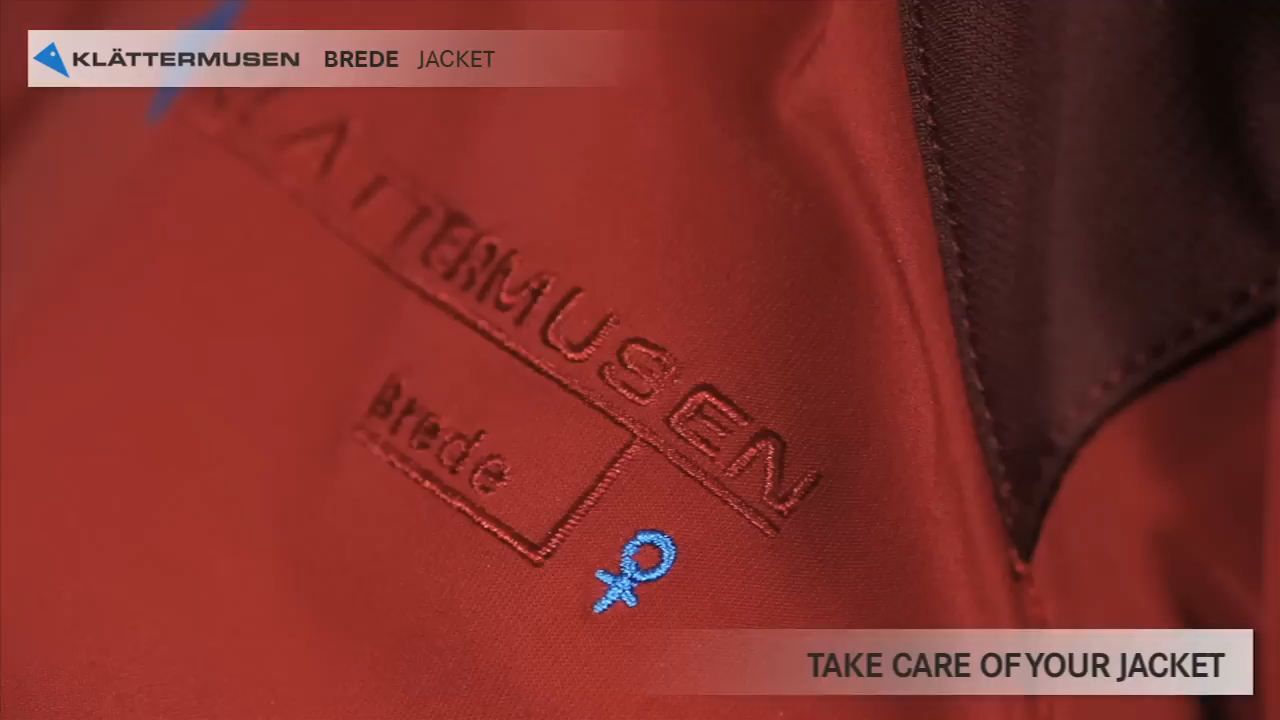 KLÄTTERMUSEN BREDE JACKET
KLÄTTERMUSEN
Brede
TAKE CARE OF YOUR JACKET